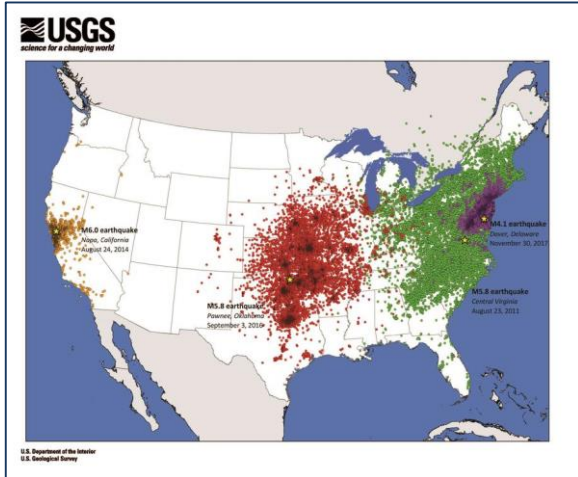 USGS
science for a changing world
M6.0 earthquake
Napa, California
August 24, 2014
M4.1 earthquake
Dover, Delaware
November 30, 2017
M5.8 earthquake
Pawnee, Oklahoma
September 3, 2016
M5.8 earthquake
Central Virginia
August 23, 2011
U.S. Department of the Interior
U.S. Geological Survey